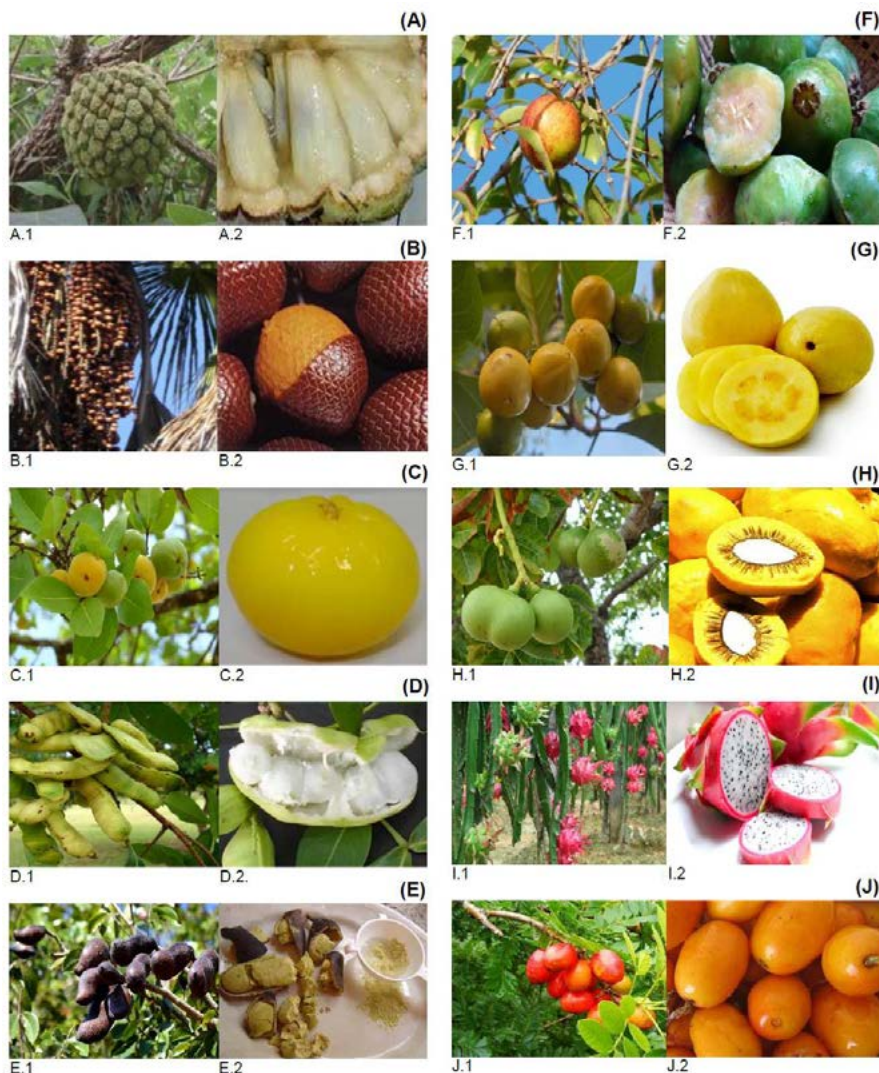 (A)
A.1
A.2
(B)
B.1
B.2
(C)
C.1
C.2
(D)
D.1
D.2.
(E)
E.1
E.2
(F)
F.1
F.2
(G)
G.1
G.2
(H)
H.1
H.2
(I)
I.1
I.2
(J)
J.1
J.2